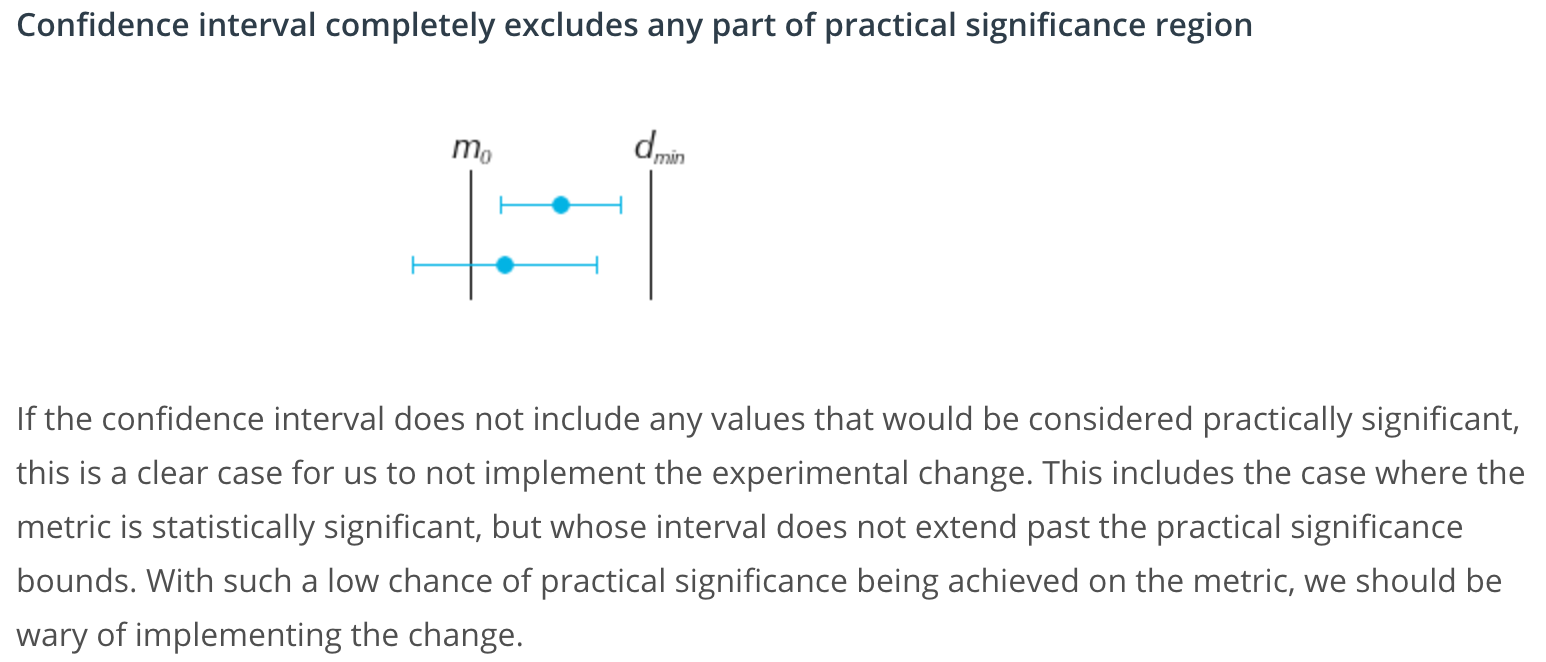 Confidence interval completely excludes any part of practical significance region
m0 dmin
If the confidence interval does not include any values that would be considered practically significant,
this is a clear case for us to not implement the experimental change. This includes the case where the
metric is statistically significant, but whose interval does not extend past the practical significance
bounds. With such a low chance of practical significance being achieved on the metric, we should be
wary of implementing the change.